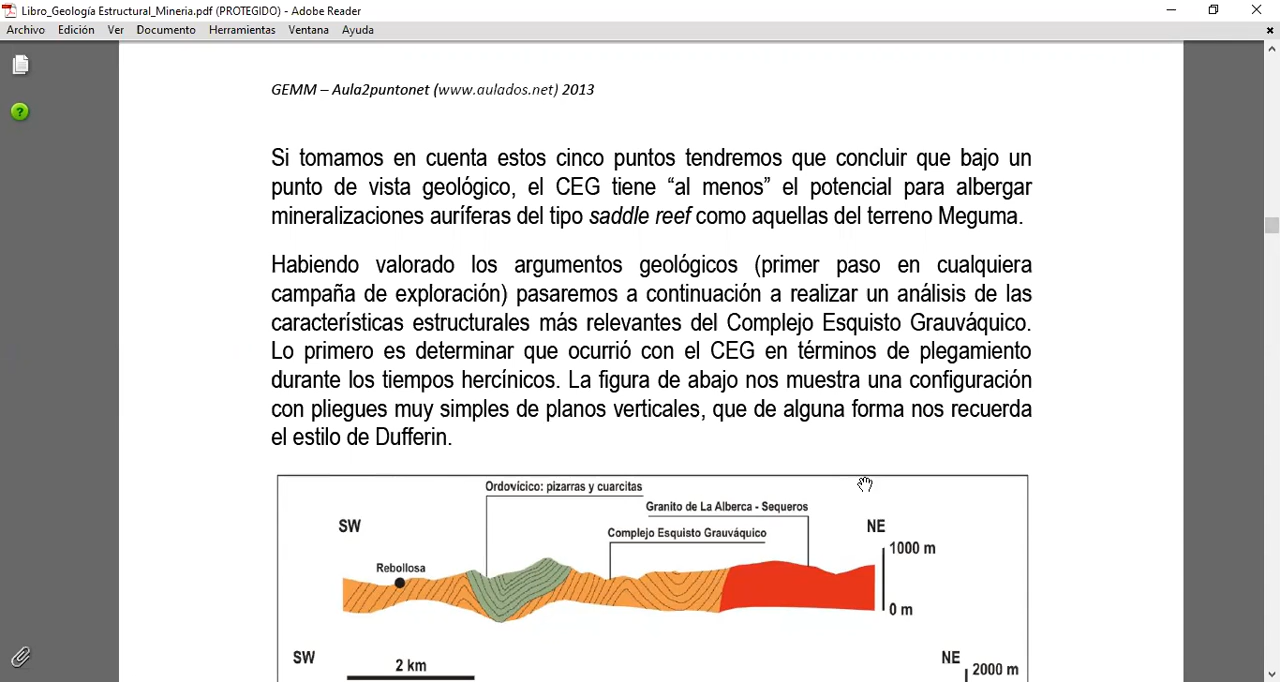 Libro_Geología Estructural_Mineria.pdf (PROTEGIDO) - Adobe Reader
Archivo Edición Ver Documento Herramientas Ventana Ayuda
GEMM – Aula2puntonet (www.aulados.net) 2013
Si tomamos en cuenta estos cinco puntos tendremos que concluir que bajo un
punto de vista geológico, el CEG tiene “al menos” el potencial para albergar
mineralizaciones auríferas del tipo saddle reef como aquellas del terreno Meguma.
Habiendo valorado los argumentos geológicos (primer paso en cualquiera
campaña de exploración) pasaremos a continuación a realizar un análisis de las
características estructurales más relevantes del Complejo Esquisto Grauváquico.
Lo primero es determinar que ocurrió con el CEG en términos de plegamiento
durante los tiempos hercínicos. La figura de abajo nos muestra una configuración
con pliegues muy simples de planos verticales, que de alguna forma nos recuerda
el estilo de Dufferin.
Ordovícico: pizarras y cuarcitas
Granito de La Alberca - Sequeros
SW
Complejo Esquisto Grauváquico
NE
1000 m
Rebollosa
0 m
SW
NE
2 km
2000 m